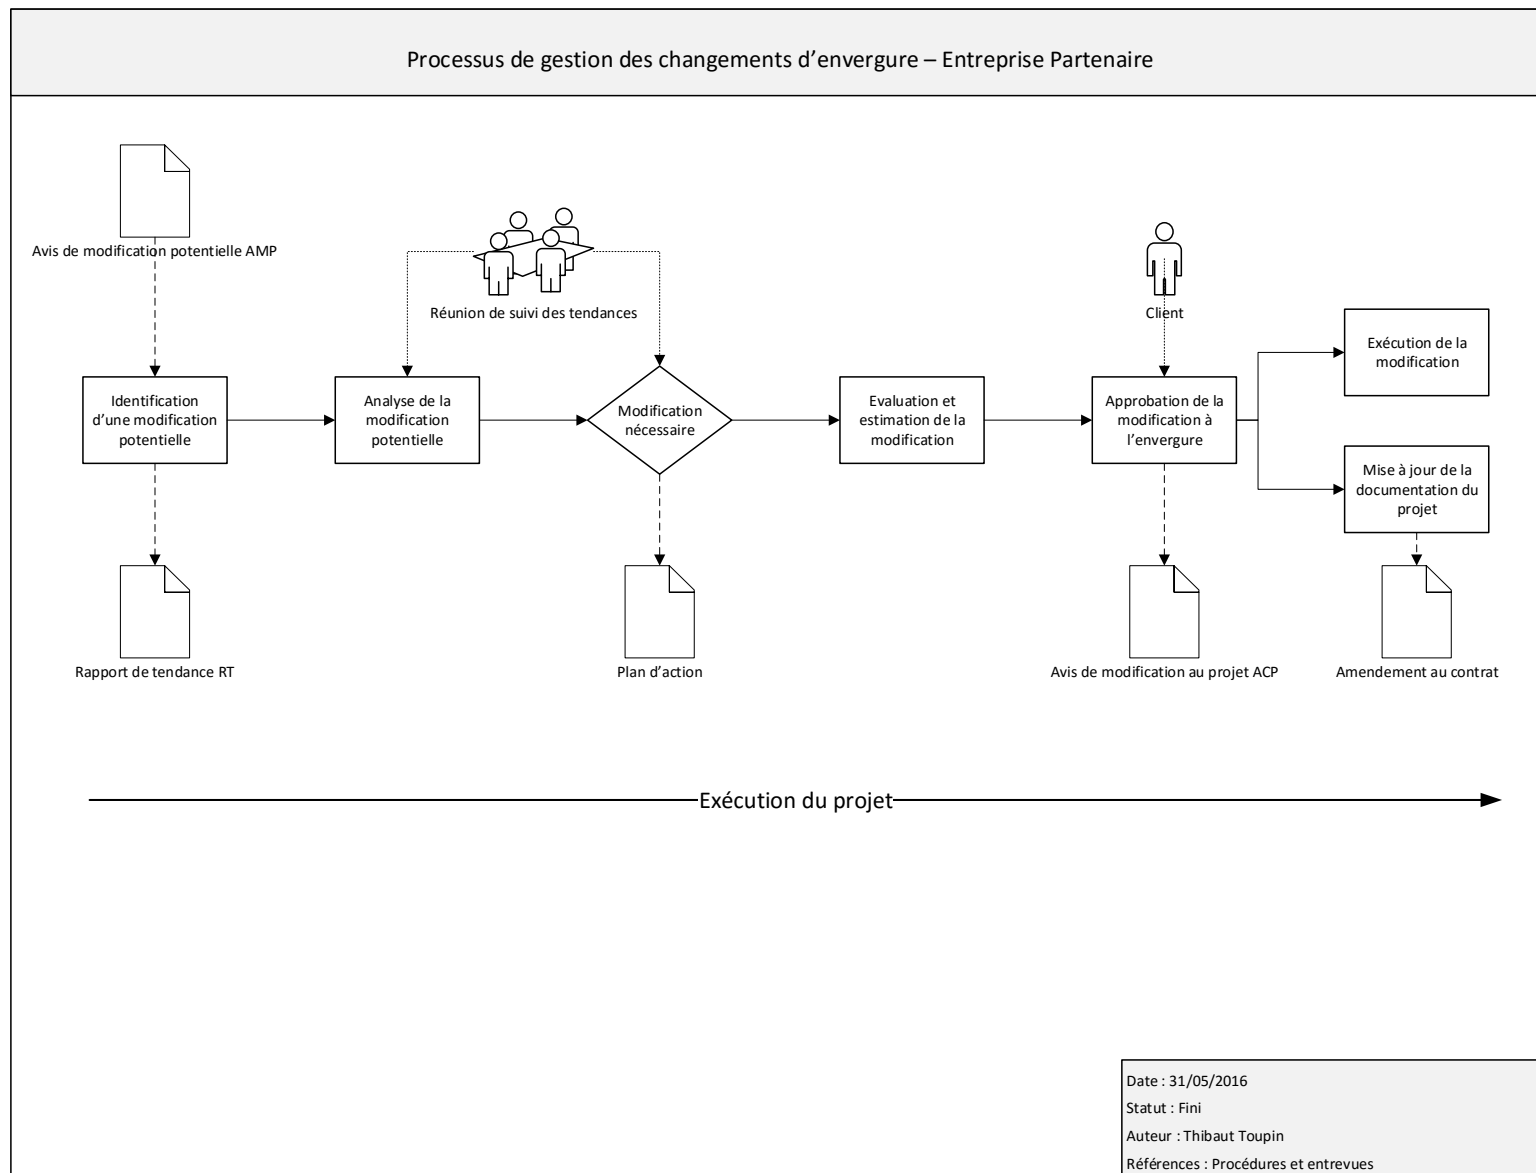 Processus de gestion des changements d’envergure – Entreprise Partenaire
Avis de modification potentielle AMP
Réunion de suivi des tendances
Client
Identification
d’une modification
potentielle
Analyse de la
modification
potentielle
Modification
nécessaire
Evaluation et
estimation de la
modification
Approbation de la
modification à
l’envergure
Exécution de la
modification
Mise à jour de la
documentation du
projet
Rapport de tendance RT
Plan d’action
Avis de modification au projet ACP
Amendement au contrat
Exécution du projet
Date : 31/05/2016
Statut : Fini
Auteur : Thibaut Toupin
Références : Procédures et entrevues